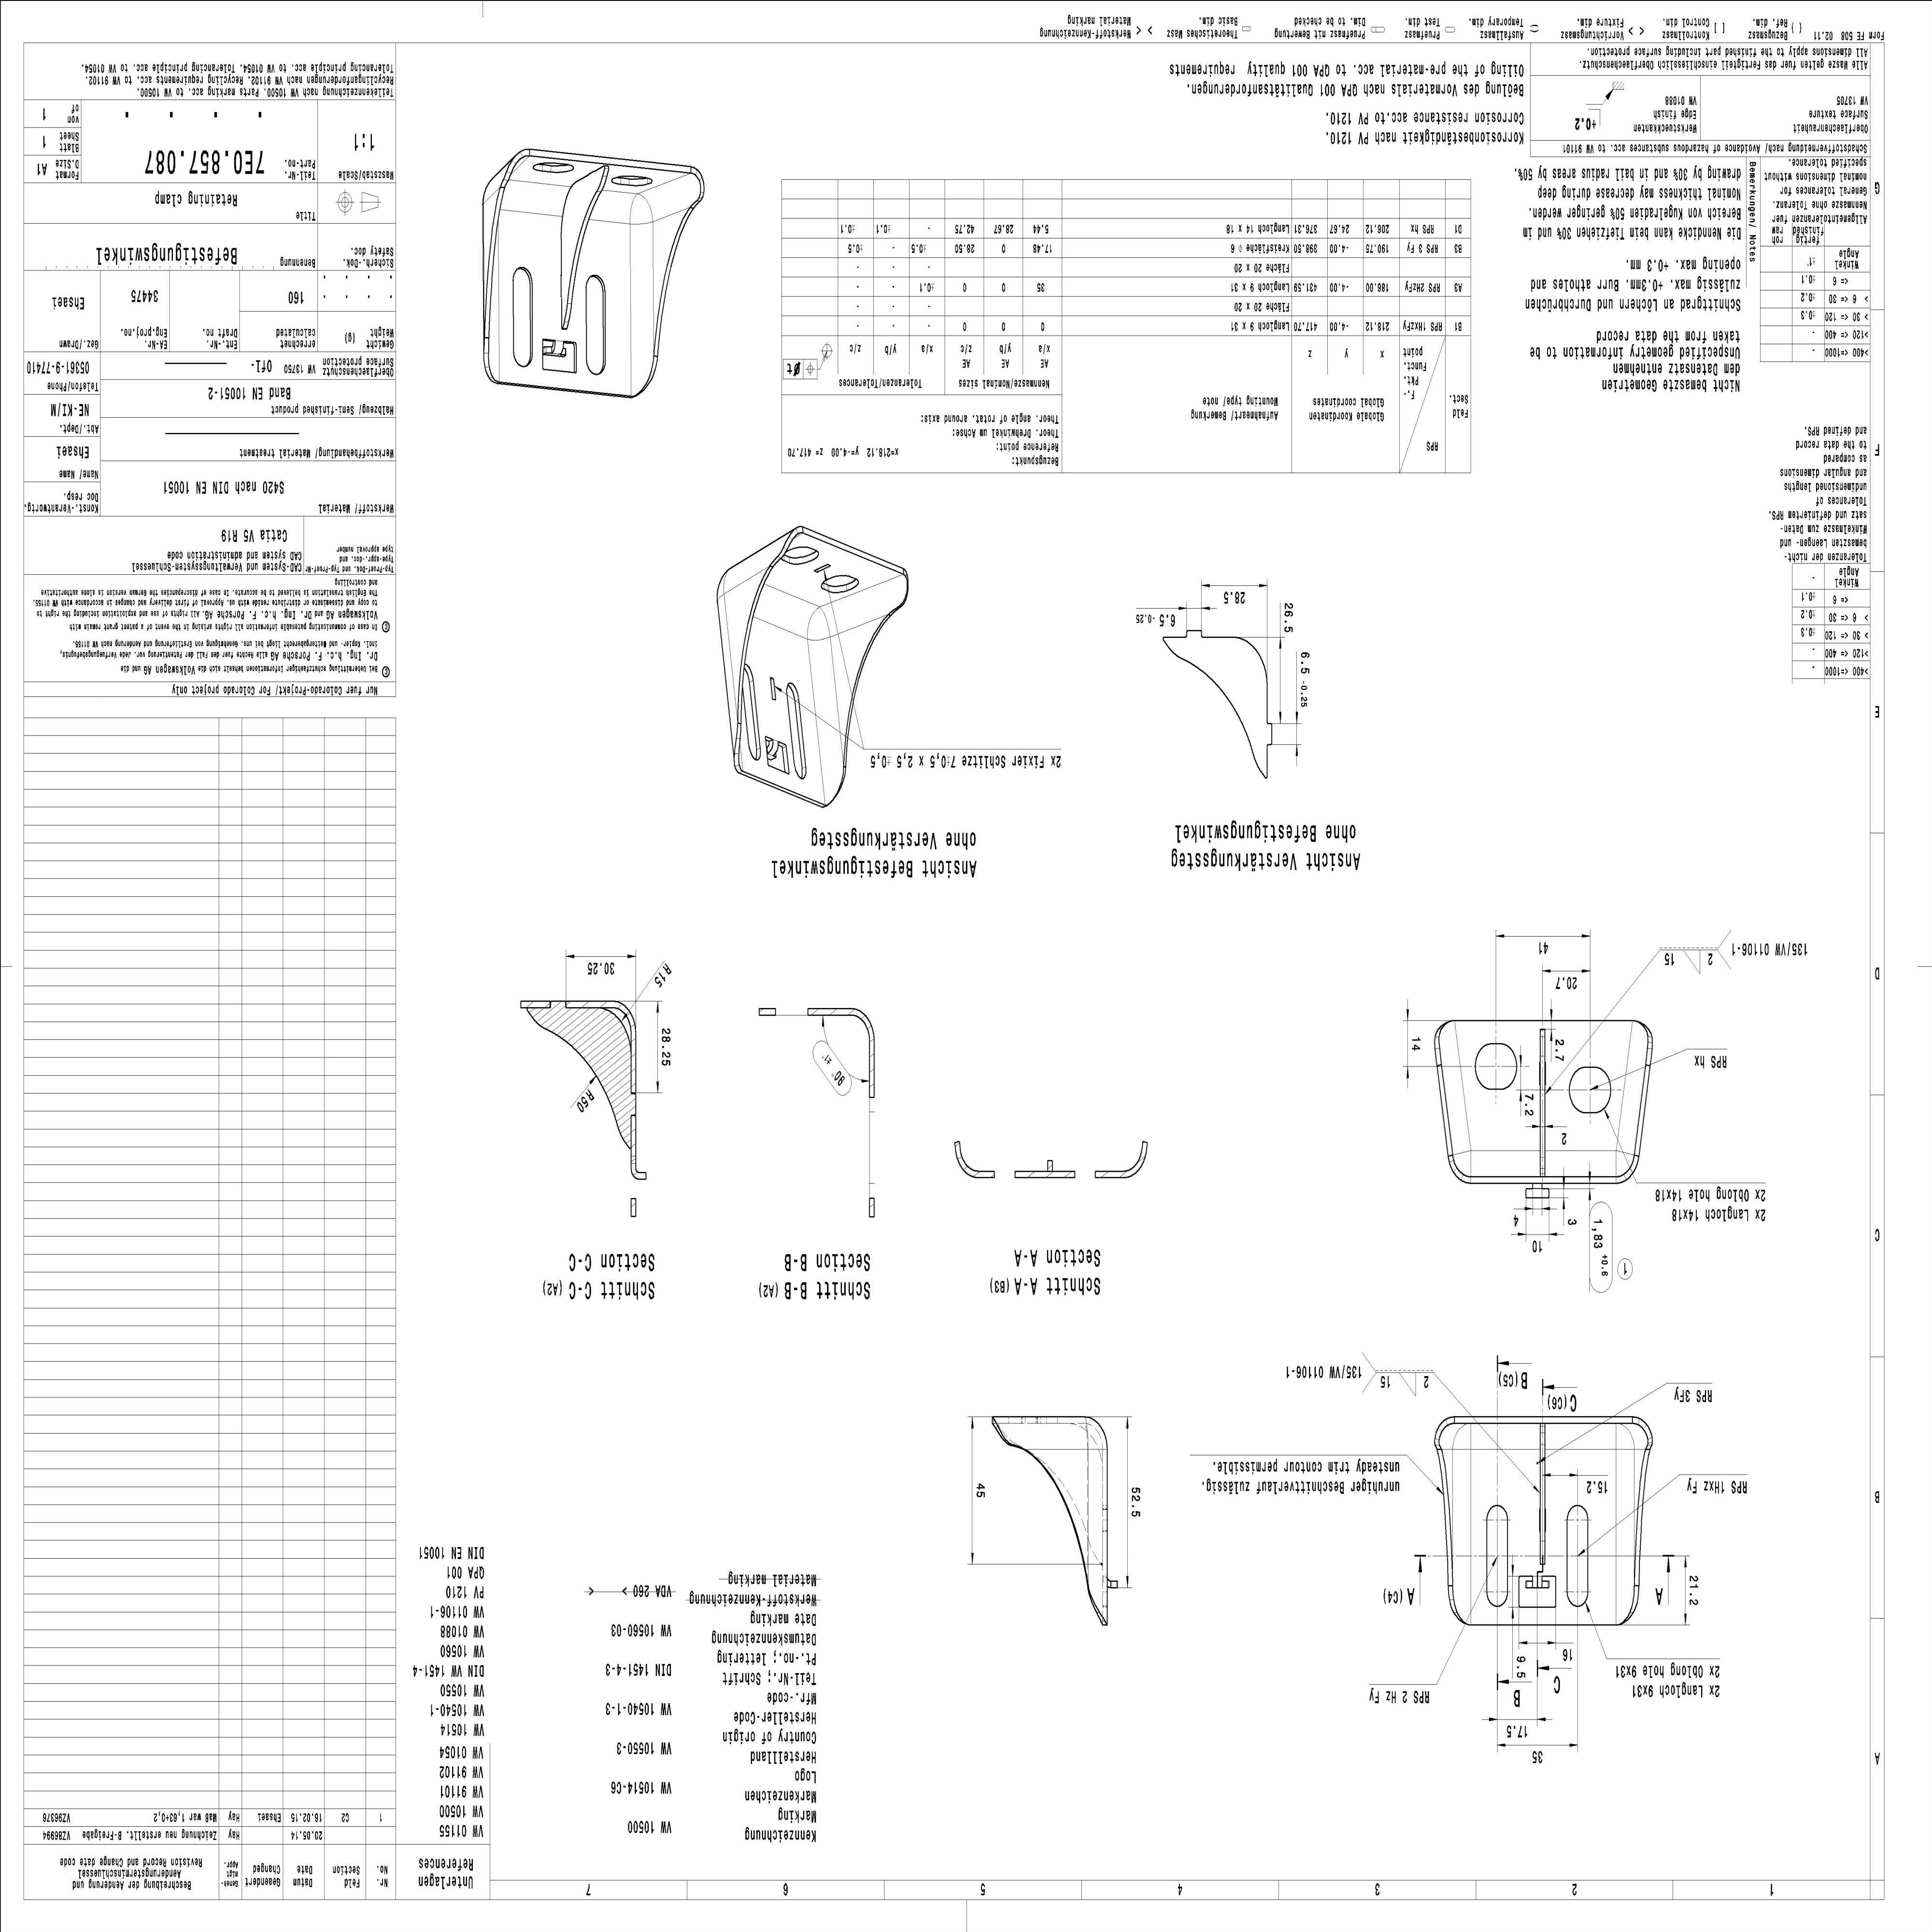 1
2
3
4
5
6
7
A
B
C
D
E
F
G
Unterlagen
References
VW 01155
VW 10500
VW 91101
VW 91102
VW 01054
VW 10514
VW 10540-1
VW 10550
DIN VW 1451-4
VW 10560
VW 01088
VW 01106-1
PV 1210
QPA 001
DIN EN 10051
Nr.
No.
Feld
Section
Datum
Date
Geaendert
Changed
Geneh-
migt
Appr.
Beschreibung der Aenderung und
Aenderungsterminschluessel
Revision Record and Change date code
20.05.14 Hay Zeichnung neu erstellt. B-Freigabe VZ86994
1 C2 16.02.15 Ehsaei Hay Maß war 1,63+0,2 VZ96376
Kennzeichnung
Marking
VW 10500
Markenzeichen
Logo
VW 10514-C6
Herstellland
Country of origin
VW 10550-3
Hersteller-Code
Mfr.-code
VW 10540-1-3
Teil-Nr.; Schrift
Pt.-no.; lettering
DIN 1451-4-3
Datumskennzeichnung
Date marking
VW 10560-03
Werkstoff-Kennzeichnung
Material marking
VDA 260 > <
35
17.5
B
C
9.5
16
RPS 2 Hz Fy
2x Langloch 9x31
2x Oblong hole 9x31
21.2
A
A (C4)
RPS 1Hxz Fy
15.2
RPS 3Fy
C (C6)
B (C5)
2
15
135/VW 01106-1
unruhiger Beschnittverlauf zulässig.
unsteady trim contour permissible.
52.5
45
1
1,83 +0.6
10
4
3
2x Langloch 14x18
2x Oblong hole 14x18
2
7.2
2.7
RPS hx
14
20.7
41
2
15
135/VW 01106-1
Schnitt A-A (B3)
Section A-A
Schnitt B-B (A2)
Section B-B
90° ±1°
Schnitt C-C (A2)
Section C-C
R50
28.25
R15
30.25
Ansicht Verstärkungssteg
ohne Befestigungswinkel
6.5 -0.25
26.5
28.5
6.5 -0.25
Ansicht Befestigungswinkel
ohne Verstärkungssteg
2x Fixier Schlitze 7±0,5 x 2,5 ±0,5
>400 <=1000 -
>120 <= 400 -
> 30 <= 120 ±0.3
> 6 <= 30 ±0.2
<= 6 ±0.1
Winkel
Angle
-
Toleranzen der nicht-
bemaszten Laengen- und
Winkelmasze zum Daten-
satz und definiertem RPS.
Tolerances of
undimensioned lengths
and angular dimensions
as compared
to the data record
and defined RPS.
>400 <=1000 -
>120 <= 400 -
> 30 <= 120 ±0.3
> 6 <= 30 ±0.2
<= 6 ±0.1
Winkel
Angle
±1°
fertig
finished
roh
raw
Allgemeintoleranzen fuer
Nennmasze ohne Toleranz.
General tolerances for
nominal dimensions without
specified tolerance.
Bemerkungen/ Notes
Nicht bemaszte Geometrien
dem Datensatz entnehmen
Unspecified geometry information to be
taken from the data record
Schnittgrad an Löchern und Durchbrüchen
zulässig max. +0.3mm. Burr atholes and
opening max. +0.3 mm.
Die Nenndicke kann beim Tiefziehen 30% und im
Bereich von Kugelradien 50% geringer werden.
Nominal thickness may decrease during deep
drawing by 30% and in ball radius areas by 50%.
Schadstoffvermeidung nach/ Avoidance of hazardous substances acc. to VW 91101
Oberflaechenrauheit
Surface texture
VW 13705
Werkstueckkanten
Edge finish
VW 01088
+0.2
Alle Masze gelten fuer das Fertigteil einschliesslich Oberflaechenschutz.
All dimensions apply to the finished part including surface protection.
Form FE 508 02.11
( ) Bezugsmasz
Ref. dim.
[ ] Kontrollmasz
Control dim.
< > Vorrichtungsmasz
Fixture dim.
Ausfallmasz
Temporary dim.
Pruefmasz
Test dim.
Pruefmasz mit Bewertung
Dim. to be checked
Theoretisches Masz
Basic dim.
> < Werkstoff-Kennzeichnung
Material marking
Feld
Sect.
RPS
F.-
Pkt.
Funct.
point
Globale Koordinaten
Global coordinates
x
y
z
Aufnahmeart/ Bemerkung
Mounting type/ note
Bezugspunkt:
Reference point:
x=218.12 y=-4.00 z= 417.70
Theor. Drehwinkel um Achse:
Theor. angle of rotat. around axis:
Nennmasze/Nominal sizes
Toleranzen/Tolerances
AE
x/a
AE
y/b
AE
z/c
x/a
y/b
z/c
B1 RPS 1HxzFy 218.12 -4.00 417.70 Langloch 9 x 31 0 0 0 - - -
Fläche 20 x 20 - -
A3 RPS 2HzFy 188.00 -4.00 431.59 Langloch 9 x 31 35 0 0 ±0.1 - -
Fläche 20 x 20 - - -
B3 RPS 3 Fy 190.75 -4.00 398.50 Kreisfläche ◊ 6 17.48 0 28.50 ±0.5 - ±0.5
D1 RPS hx 206.12 24.67 376.31 Langloch 14 x 18 5.44 28.67 42.75 - ±0.1 ±0.1
Korrosionsbeständigkeit nach PV 1210.
Corrosion resistance acc.to PV 1210.
Beölung des Vormaterials nach QPA 001 Qualitätsanforderungen.
Oiling of the pre-material acc. to QPA 001 quality requirements
Nur fuer Colorado-Projekt/ For Colorado project only
Bei Uebermittlung schutzfaehiger Informationen behaelt sich die VOLKSWAGEN AG und die
Dr. Ing. h.c. F. PORSCHE AG alle Rechte fuer den Fall der Patentierung vor. Jede Verfuegungsbefugnis,
incl. Kopier- und Weitergaberecht liegt bei uns. Genehmigung von Erstlieferung und Aenderung nach VW 01155.
In case of communicating patentable information all rights arising in the event of a patent grant remain with
VOLKSWAGEN AG and Dr. Ing. h.c. F. PORSCHE AG. All rights of use and exploitation including the right to
to copy and disseminate or distribute reside with us. Approval of first delivery and changes in accordance with VW 01155.
The English translation is believed to be accurate. In case of discrepancies the German version is alone authoritative
and controlling
Typ-Pruef-Dok. und Typ-Pruef-Nr
Type-appr.-doc. and
type approval number
CAD-System und Verwaltungssystem-Schluessel
CAD system and administration code
Catia V5 R19
Werkstoff/ Material
S420 nach DIN EN 10051
Konst.-Verantwortg.
Doc resp.
Name/ Name
Ehsaei
Werkstoffbehandlung/ Material treatment
Abt./Dept.
NE-KI/M
Halbzeug/ Semi-finished product
Band EN 10051-2
Telefon/Phone
05361-9-77410
Oberflaechenschutz
Surface protection
VW 13750 Ofl-
Gewicht
Weight
(g)
errechnet
calculated
160
Ent.-Nr.
Draft no.
EA-Nr.
Eng.proj.no.
34475
Gez./Drawn
Ehsaei
Sicherh.-Dok.
Safety doc.
Benennung
Befestigungswinkel
Title
Retaining clamp
Maszstab/Scale
1:1
Teil-Nr.
Part-no.
7E0.857.087
Format
D.Size
A1
Blatt
Sheet
1
von
of
1
Teilekennzeichnung nach VW 10500. Parts marking acc. to VW 10500.
Recyclinganforderungen nach VW 91102. Recycling requirements acc. to VW 91102.
Tolerancing principle acc. to VW 01054. Tolerancing principle acc. to VW 01054.